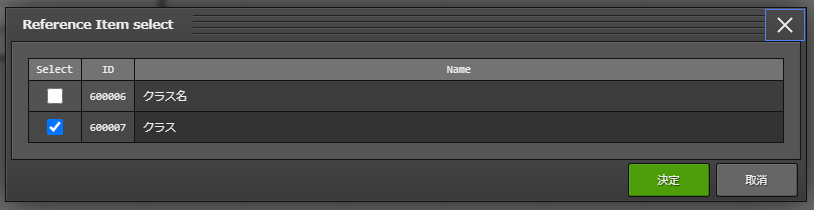 Reference Item select
Select ID Name
600006 クラス名
600007 クラス
決定 取消